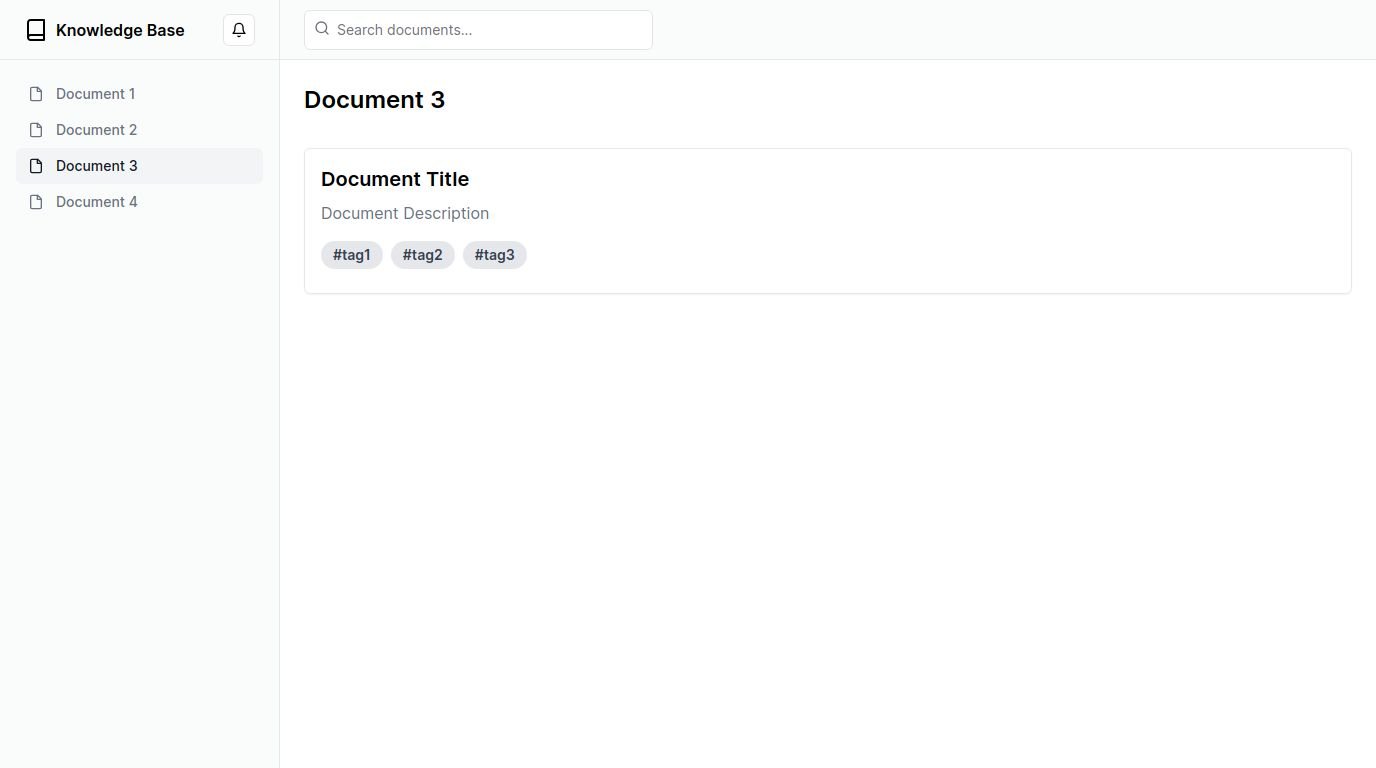 Knowledge Base
Search documents...
Document 1
Document 2
Document 3
Document 4
Document 3
Document Title
Document Description
#tag1 #tag2 #tag3